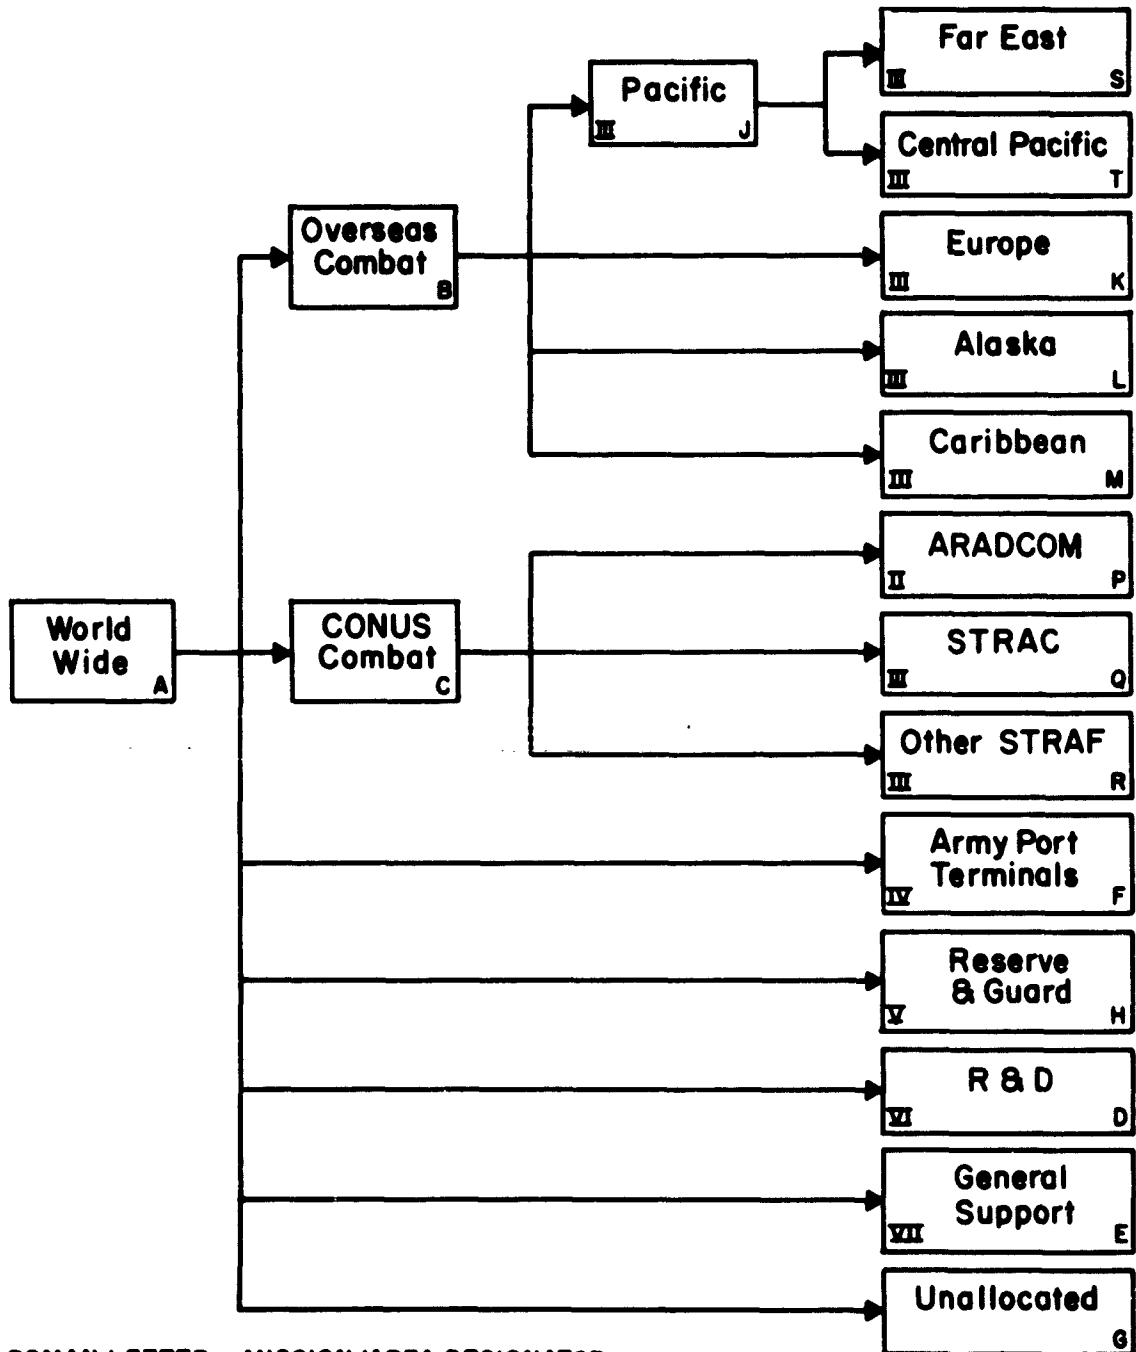 Far East
III S
Pacific
III J
Central Pacific
III T
Overseas
Combat
B
Europe
III K
Alaska
III L
Caribbean
III M
ARADCOM
II P
World
Wide
A
CONUS
Combat
C
STRAC
III Q
Other STRAF
III R
Army Port
Terminals
IV F
Reserve
& Guard
V H
R & D
VI D
General
Support
VII E
Unallocated
G